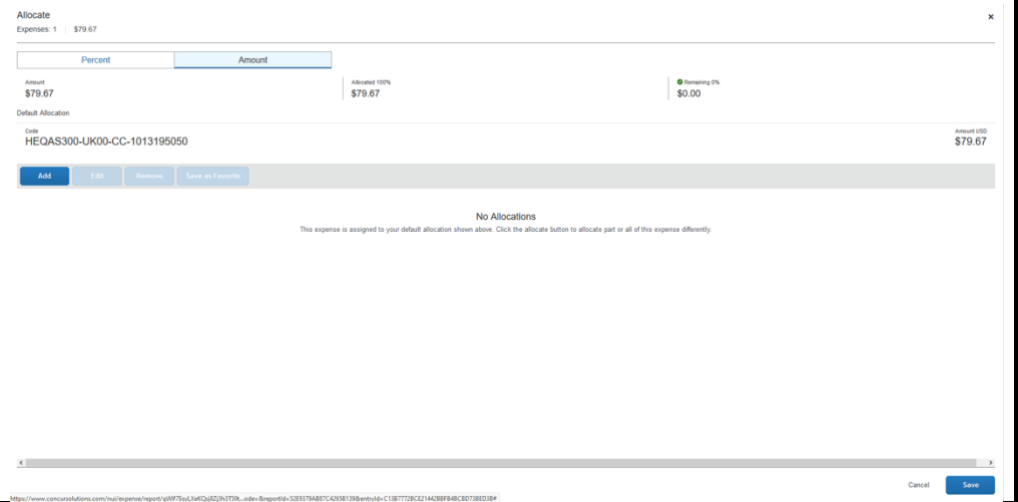 Allocate
×
Expenses: 1 | $79.67
Percent
Amount
Amount
$79.67
Allocated 100%
$79.67
Remaining 0%
$0.00
Default Allocation
Code
HEQAS300-UK00-CC-1013195050
Amount USD
$79.67
Add
Edit
Remove
Save as Favorite
No Allocations
This expense is assigned to your default allocation shown above. Click the allocate button to allocate part or all of this expense differently.
Cancel
Save